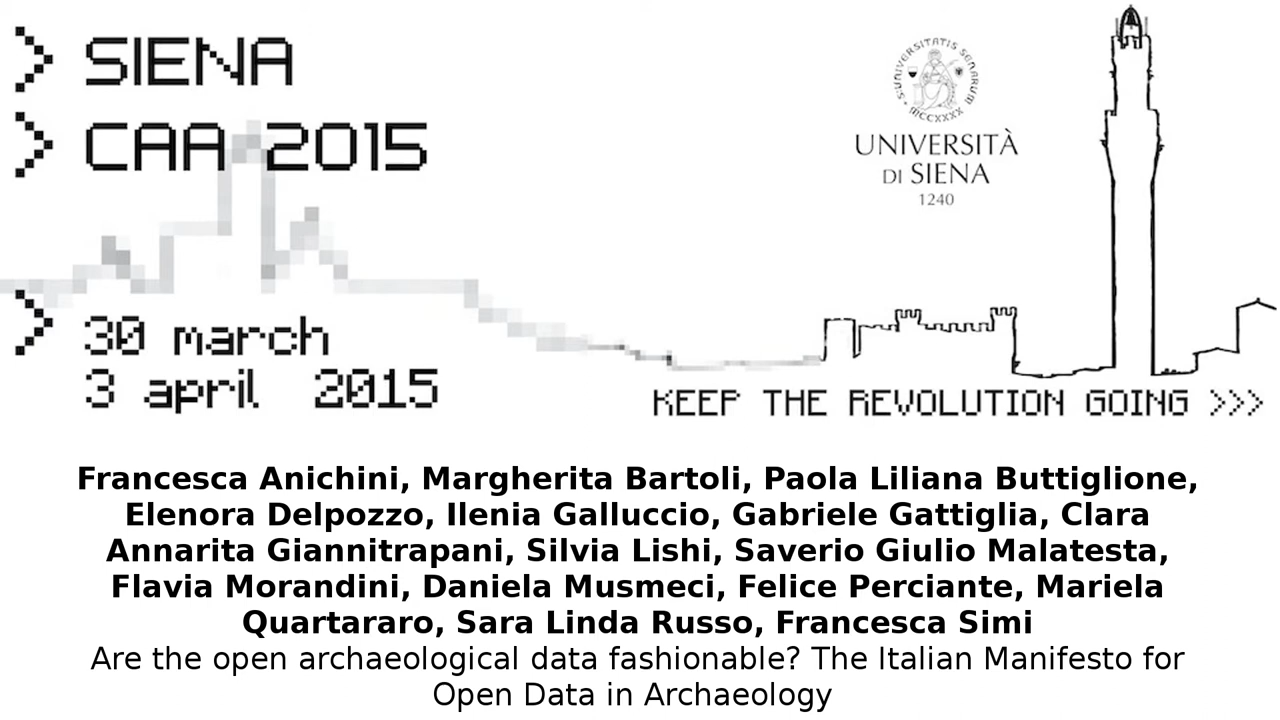 > SIENA
> CAA 2015
> 30 march
3 april 2015
UNIVERSITATIS SENARUM
MCCXXXX
UNIVERSITÀ
DI SIENA
1240
KEEP THE REVOLUTION GOING >>>
Francesca Anichini, Margherita Bartoli, Paola Liliana Buttiglione,
Elenora Delpozzo, Ilenia Galluccio, Gabriele Gattiglia, Clara
Annarita Giannitrapani, Silvia Lishi, Saverio Giulio Malatesta,
Flavia Morandini, Daniela Musmeci, Felice Perciante, Mariela
Quartararo, Sara Linda Russo, Francesca Simi
Are the open archaeological data fashionable? The Italian Manifesto for
Open Data in Archaeology